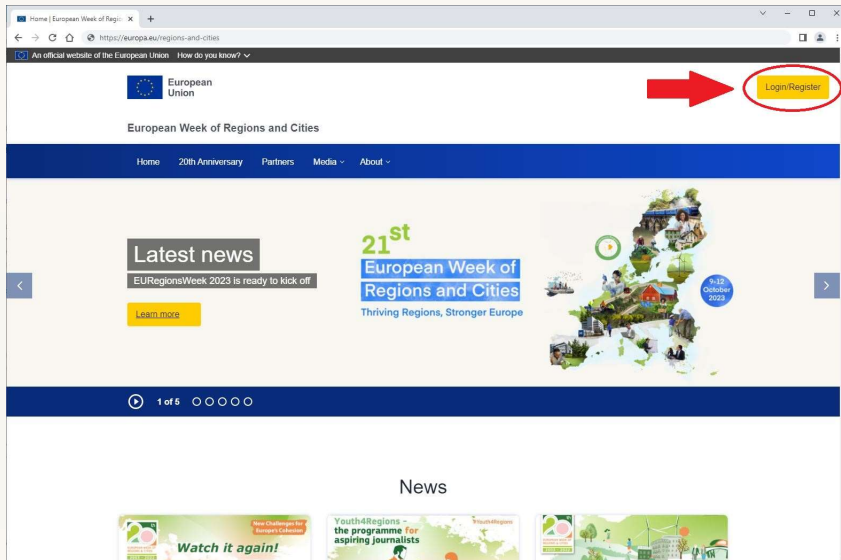 Home | European Week of Regio
https://europa.eu/regions-and-cities
An official website of the European Union How do you know?
European
Union
Login/Register
European Week of Regions and Cities
Home 20th Anniversary Partners Media About
Latest news
EURegionsWeek 2023 is ready to kick off
Learn more
21st
European Week of
Regions and Cities
Thriving Regions, Stronger Europe
9-12
October
2023
1 of 5
News
New Challenges for
Europe's Cohesion
Watch it again!
Youth4Regions -
the programme for
aspiring journalists
#Youth4Regions